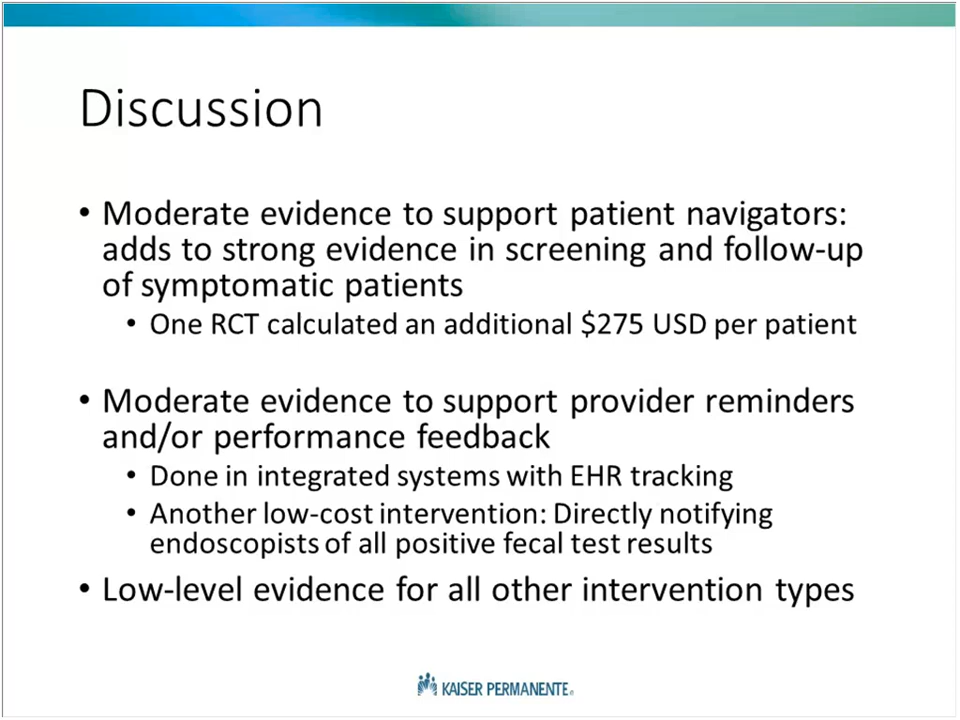 Discussion
• Moderate evidence to support patient navigators:
adds to strong evidence in screening and follow-up
of symptomatic patients
• One RCT calculated an additional $275 USD per patient
• Moderate evidence to support provider reminders
and/or performance feedback
• Done in integrated systems with EHR tracking
• Another low-cost intervention: Directly notifying
endoscopists of all positive fecal test results
• Low-level evidence for all other intervention types
KAISER PERMANENTE®